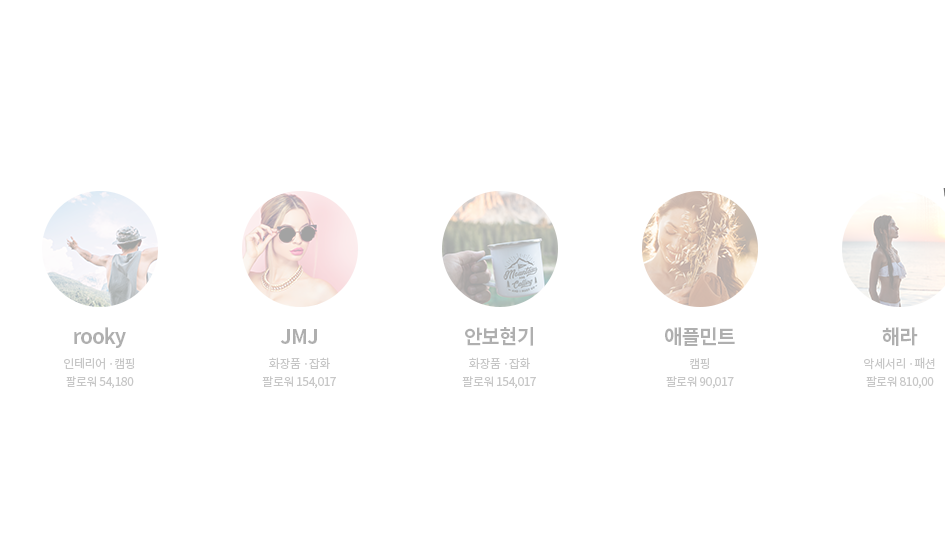 rooky
인테리어 · 캠핑
팔로워 54,180
JMJ
화장품 · 잡화
팔로워 154,017
안보현기
화장품 · 잡화
팔로워 154,017
Mountain
Coffee
애플민트
캠핑
팔로워 90,017
해라
악세서리 · 패션
팔로워 810,00